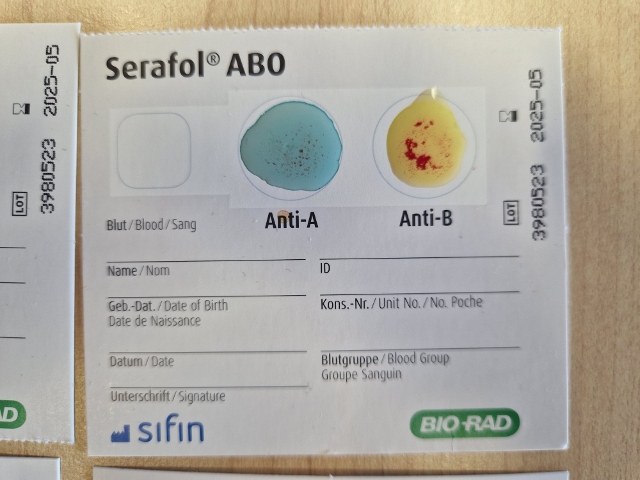 Serafol® ABO
Blut / Blood / Sang
Anti-A
Anti-B
Name / Nom
ID
Geb.-Dat. / Date of Birth
Date de Naissance
Kons.-Nr. / Unit No. / No. Poche
Datum / Date
Blutgruppe / Blood Group
Groupe Sanguin
Unterschrift / Signature
sifin
BIO-RAD
2025-05
LOT 3980523
2025-05
LOT 3980523
AD